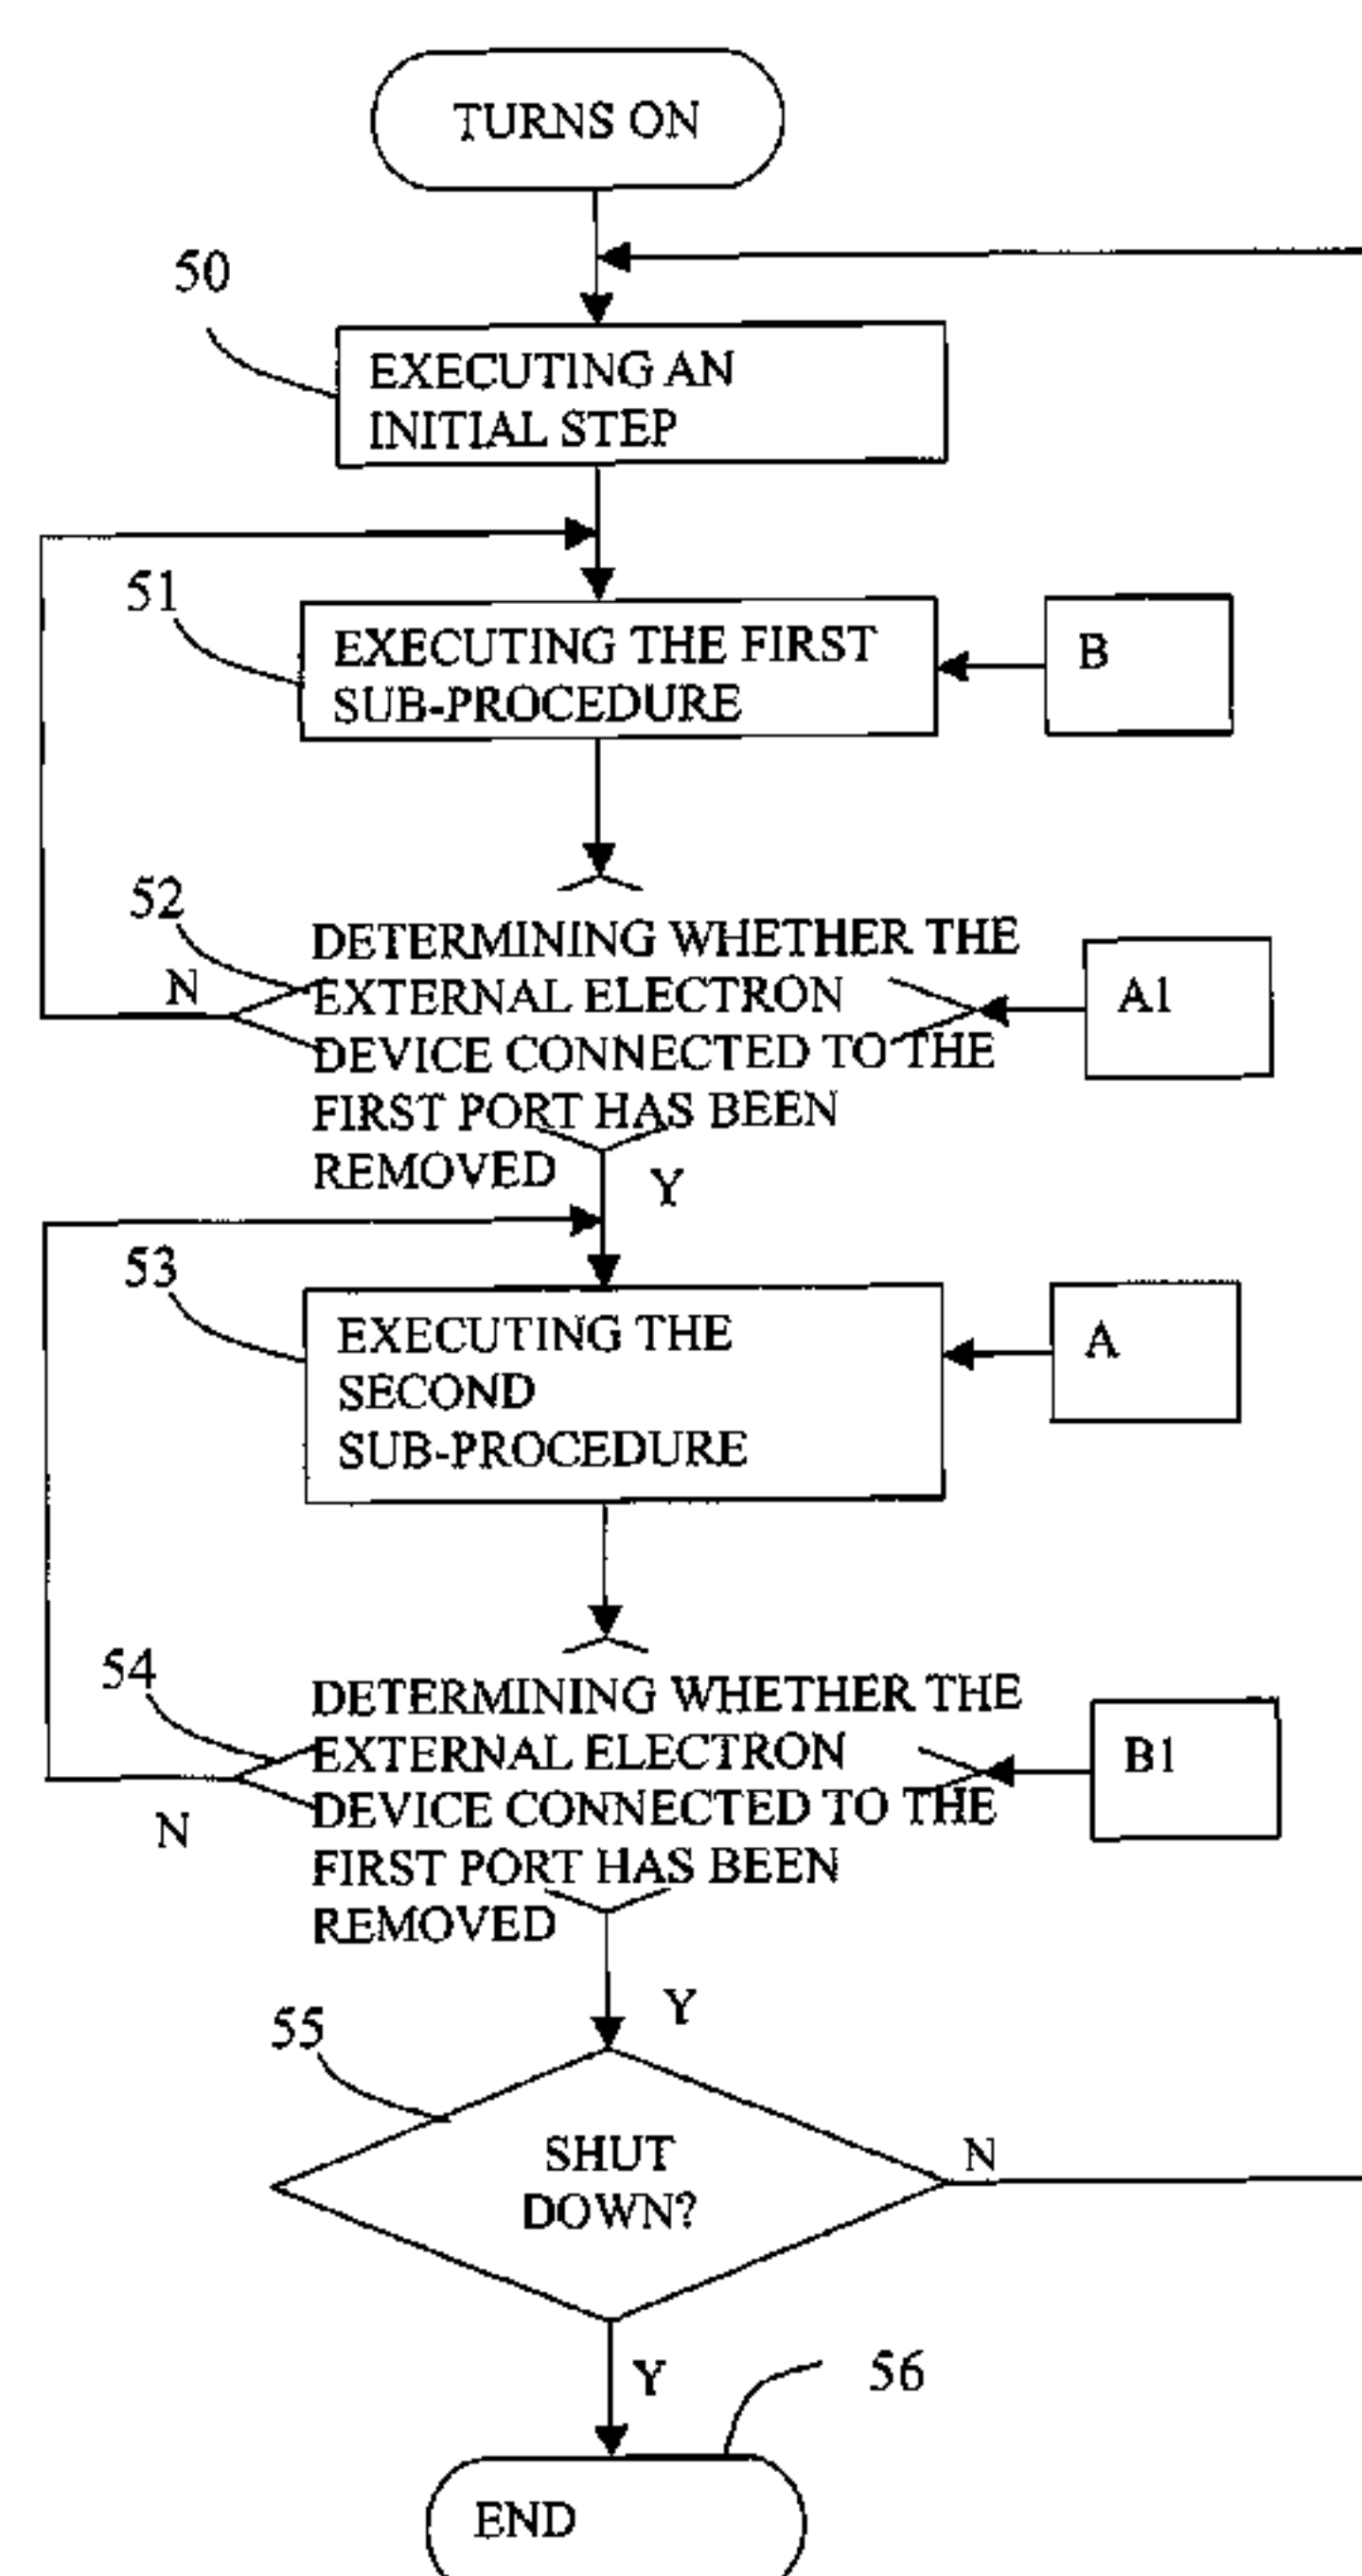 TURNS ON
50
EXECUTING AN
INITIAL STEP
51
EXECUTING THE FIRST
SUB-PROCEDURE
B
52
N
DETERMINING WHETHER THE
EXTERNAL ELECTRON
DEVICE CONNECTED TO THE
FIRST PORT HAS BEEN
REMOVED
A1
Y
53
EXECUTING THE
SECOND
SUB-PROCEDURE
A
54
N
DETERMINING WHETHER THE
EXTERNAL ELECTRON
DEVICE CONNECTED TO THE
FIRST PORT HAS BEEN
REMOVED
B1
Y
55
SHUT
DOWN?
N
Y
56
END